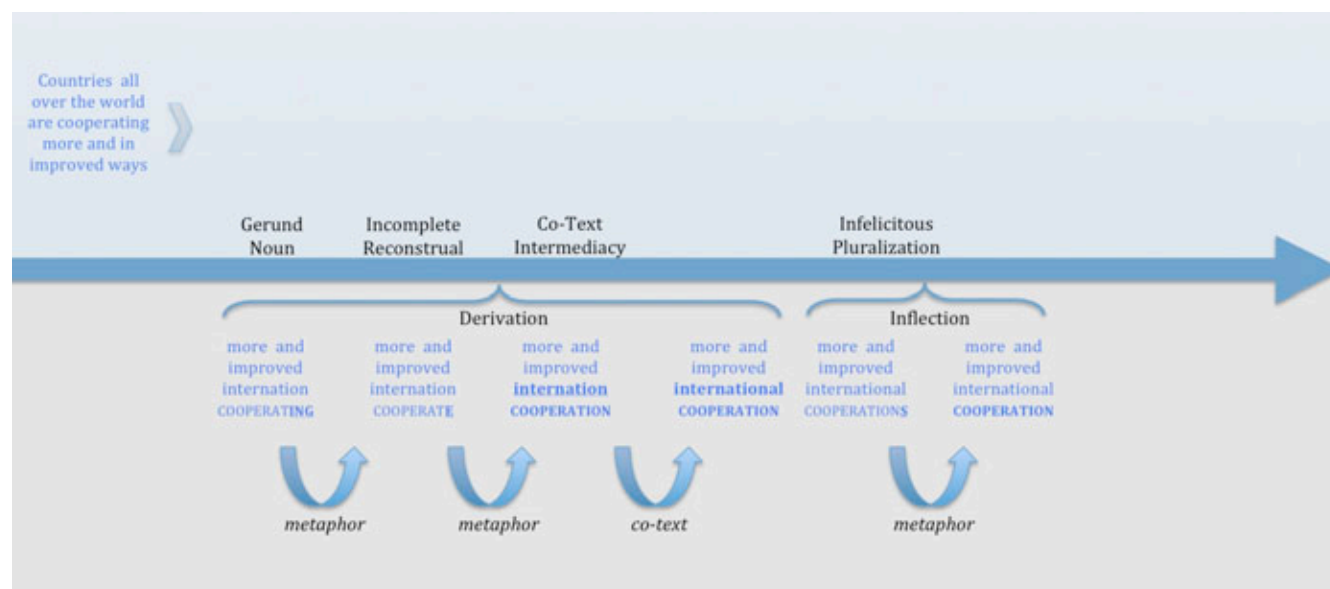 Countries all
over the world
are cooperating
more and in
improved ways
Gerund
Noun
Incomplete
Reconstrual
Co-Text
Intermediacy
Infelicitous
Pluralization
Derivation
Inflection
more and
improved
internation
COOPERATING
more and
improved
internation
COOPERATE
more and
improved
internation
COOPERATION
more and
improved
international
COOPERATION
more and
improved
international
COOPERATIONS
more and
improved
international
COOPERATION
metaphor
metaphor
co-text
metaphor